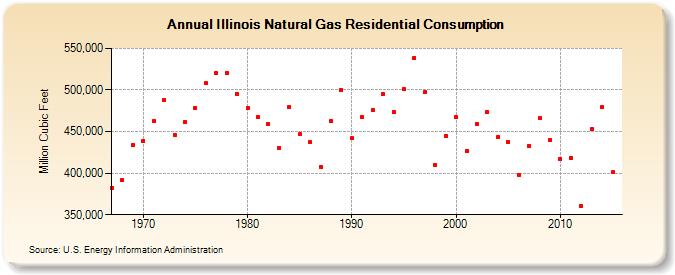 Annual Illinois Natural Gas Residential Consumption
Million Cubic Feet
550,000
500,000
450,000
400,000
350,000
1970 1980 1990 2000 2010
Source: U.S. Energy Information Administration